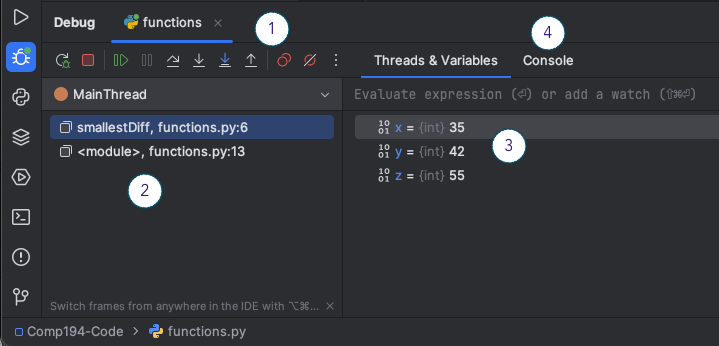 Debug functions ×
1
4
Threads & Variables Console
MainThread
Evaluate expression (⏎) or add a watch (⇧⌘⏎)
smallestDiff, functions.py:6
<module>, functions.py:13
10 01 x = {int} 35
10 01 y = {int} 42
10 01 z = {int} 55
3
2
Switch frames from anywhere in the IDE with ⌥⌘... ×
Comp194-Code > functions.py